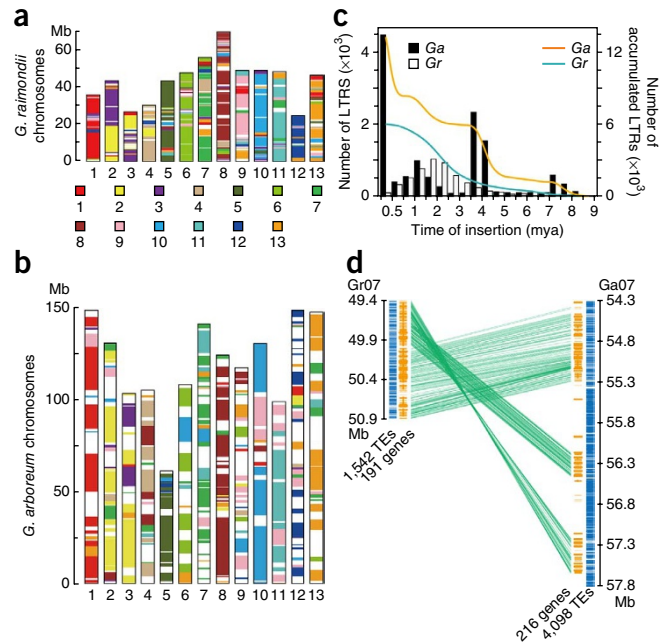 a
Mb
60
40
20
0
G. raimondii
chromosomes
1 2 3 4 5 6 7 8 9 10 11 12 13
1 2 3 4 5 6 7
8 9 10 11 12 13
b
Mb
150
100
50
0
G. arboreum chromosomes
1 2 3 4 5 6 7 8 9 10 11 12 13
c
Number of LTRs (×10³)
4
3
2
1
0
Ga Ga
Gr Gr
12
9
6
3
0
Number of
accumulated LTRs (×10³)
0.5 1 2 3 4 5 6 7 8 9
Time of insertion (mya)
d
Gr07
49.4
49.9
50.4
50.9
Mb
1,542 TEs
191 genes
Ga07
54.3
54.8
55.3
55.8
56.3
56.8
57.3
57.8
Mb
216 genes
4,098 TEs